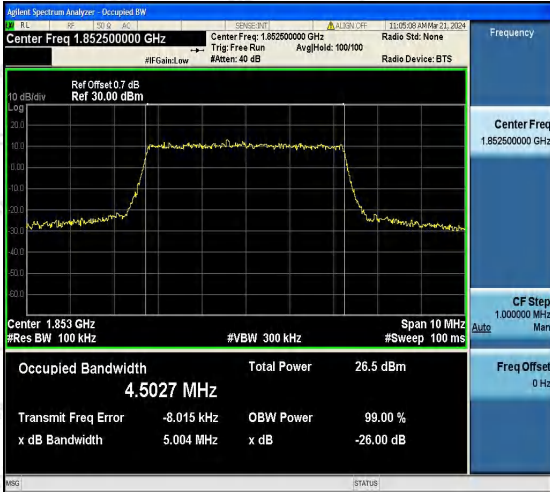 Agilent Spectrum Analyzer - Occupied BW
RL RF 50 Ω AC SENSE:INT ALIGN OFF 11:05:08 AM Mar 21, 2024
Center Freq 1.852500000 GHz
Center Freq: 1.852500000 GHz
Radio Std: None
Trig: Free Run
Avg|Hold: 100/100
#IFGain:Low
#Atten: 40 dB
Radio Device: BTS
Ref Offset 0.7 dB
10 dB/div
Ref 30.00 dBm
Log
20.0
10.0
0.00
-10.0
-20.0
-30.0
-40.0
-50.0
-60.0
Center 1.853 GHz
Span 10 MHz
#Res BW 100 kHz
#VBW 300 kHz
#Sweep 100 ms
Occupied Bandwidth
4.5027 MHz
Total Power
26.5 dBm
Transmit Freq Error
-8.015 kHz
OBW Power
99.00 %
x dB Bandwidth
5.004 MHz
x dB
-26.00 dB
Frequency
Center Freq
1.852500000 GHz
CF Step
1.000000 MHz
Auto Man
Freq Offset
0 Hz
MSG
STATUS